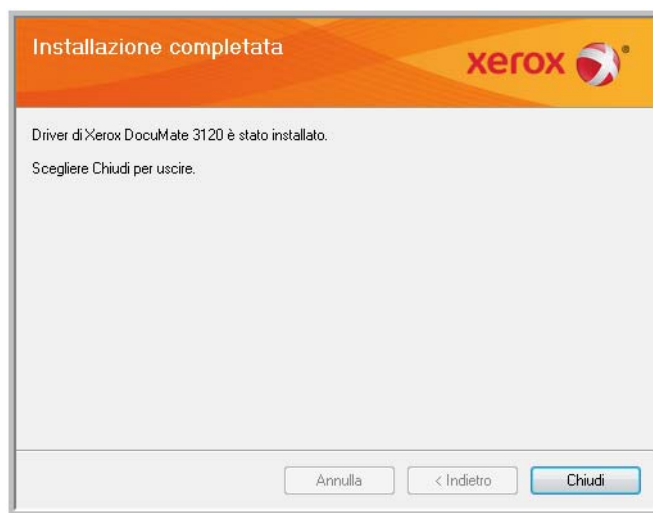 Installazione completata
xerox
Driver di Xerox DocuMate 3120 è stato installato.
Scegliere Chiudi per uscire.
Annulla
< Indietro
Chiudi